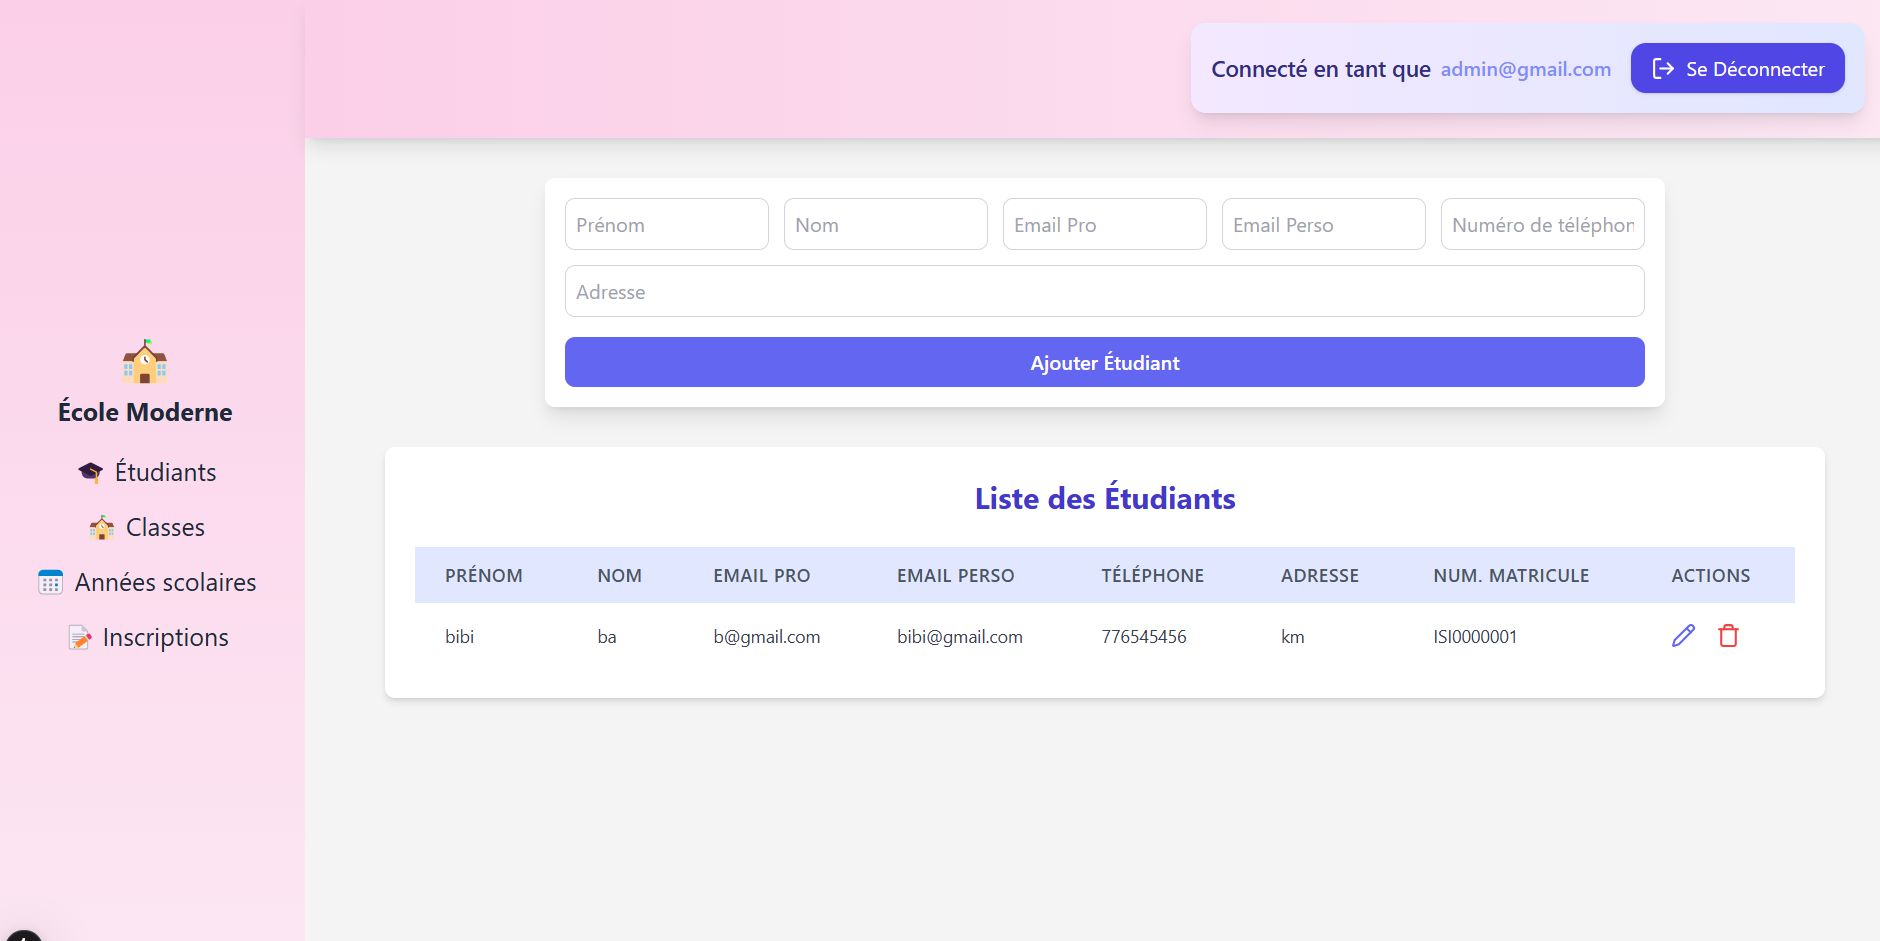 Connecté en tant que admin@gmail.com Se Déconnecter
École Moderne
Étudiants
Classes
Années scolaires
Inscriptions
Prénom Nom Email Pro Email Perso Numéro de téléphon
Adresse
Ajouter Étudiant
Liste des Étudiants
PRÉNOM NOM EMAIL PRO EMAIL PERSO TÉLÉPHONE ADRESSE NUM. MATRICULE ACTIONS
bibi ba b@gmail.com bibi@gmail.com 776545456 km ISI0000001